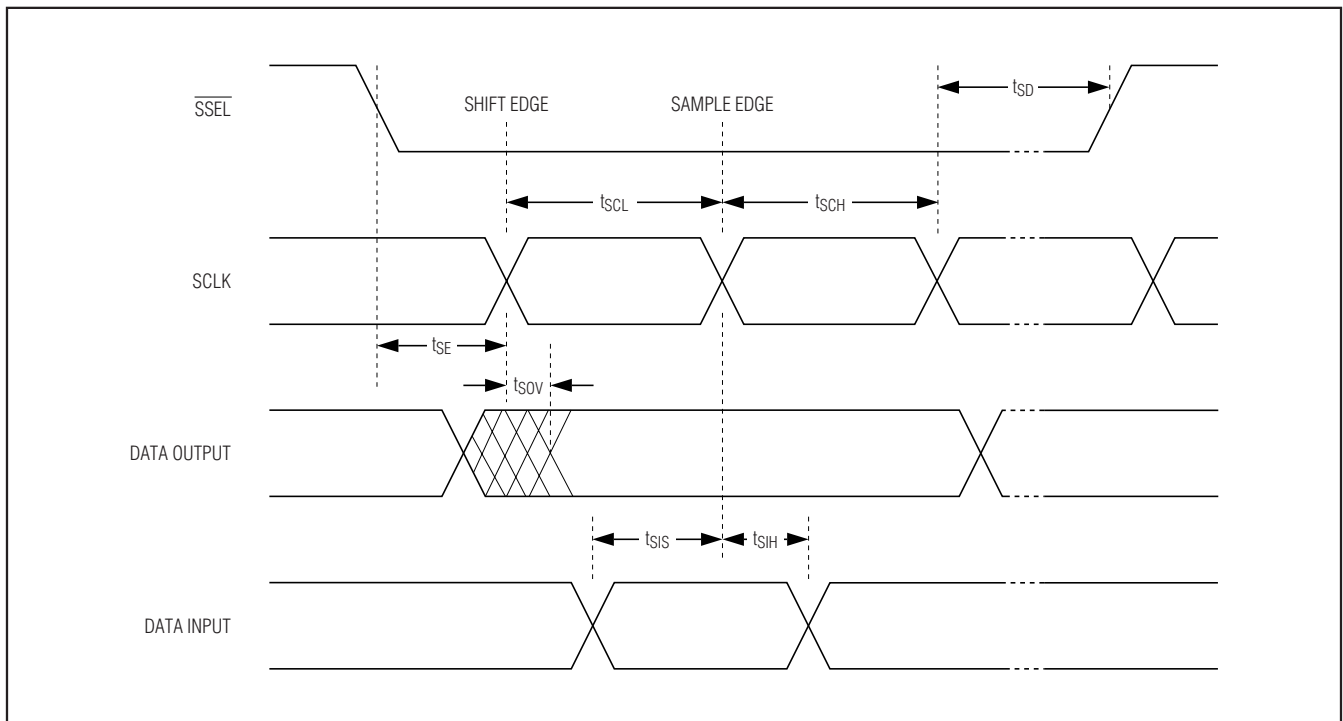 SSEL
tSD
SHIFT EDGE
SAMPLE EDGE
tSCL
tSCH
SCLK
tSE
tSOV
DATA OUTPUT
tSIS
tSIH
DATA INPUT